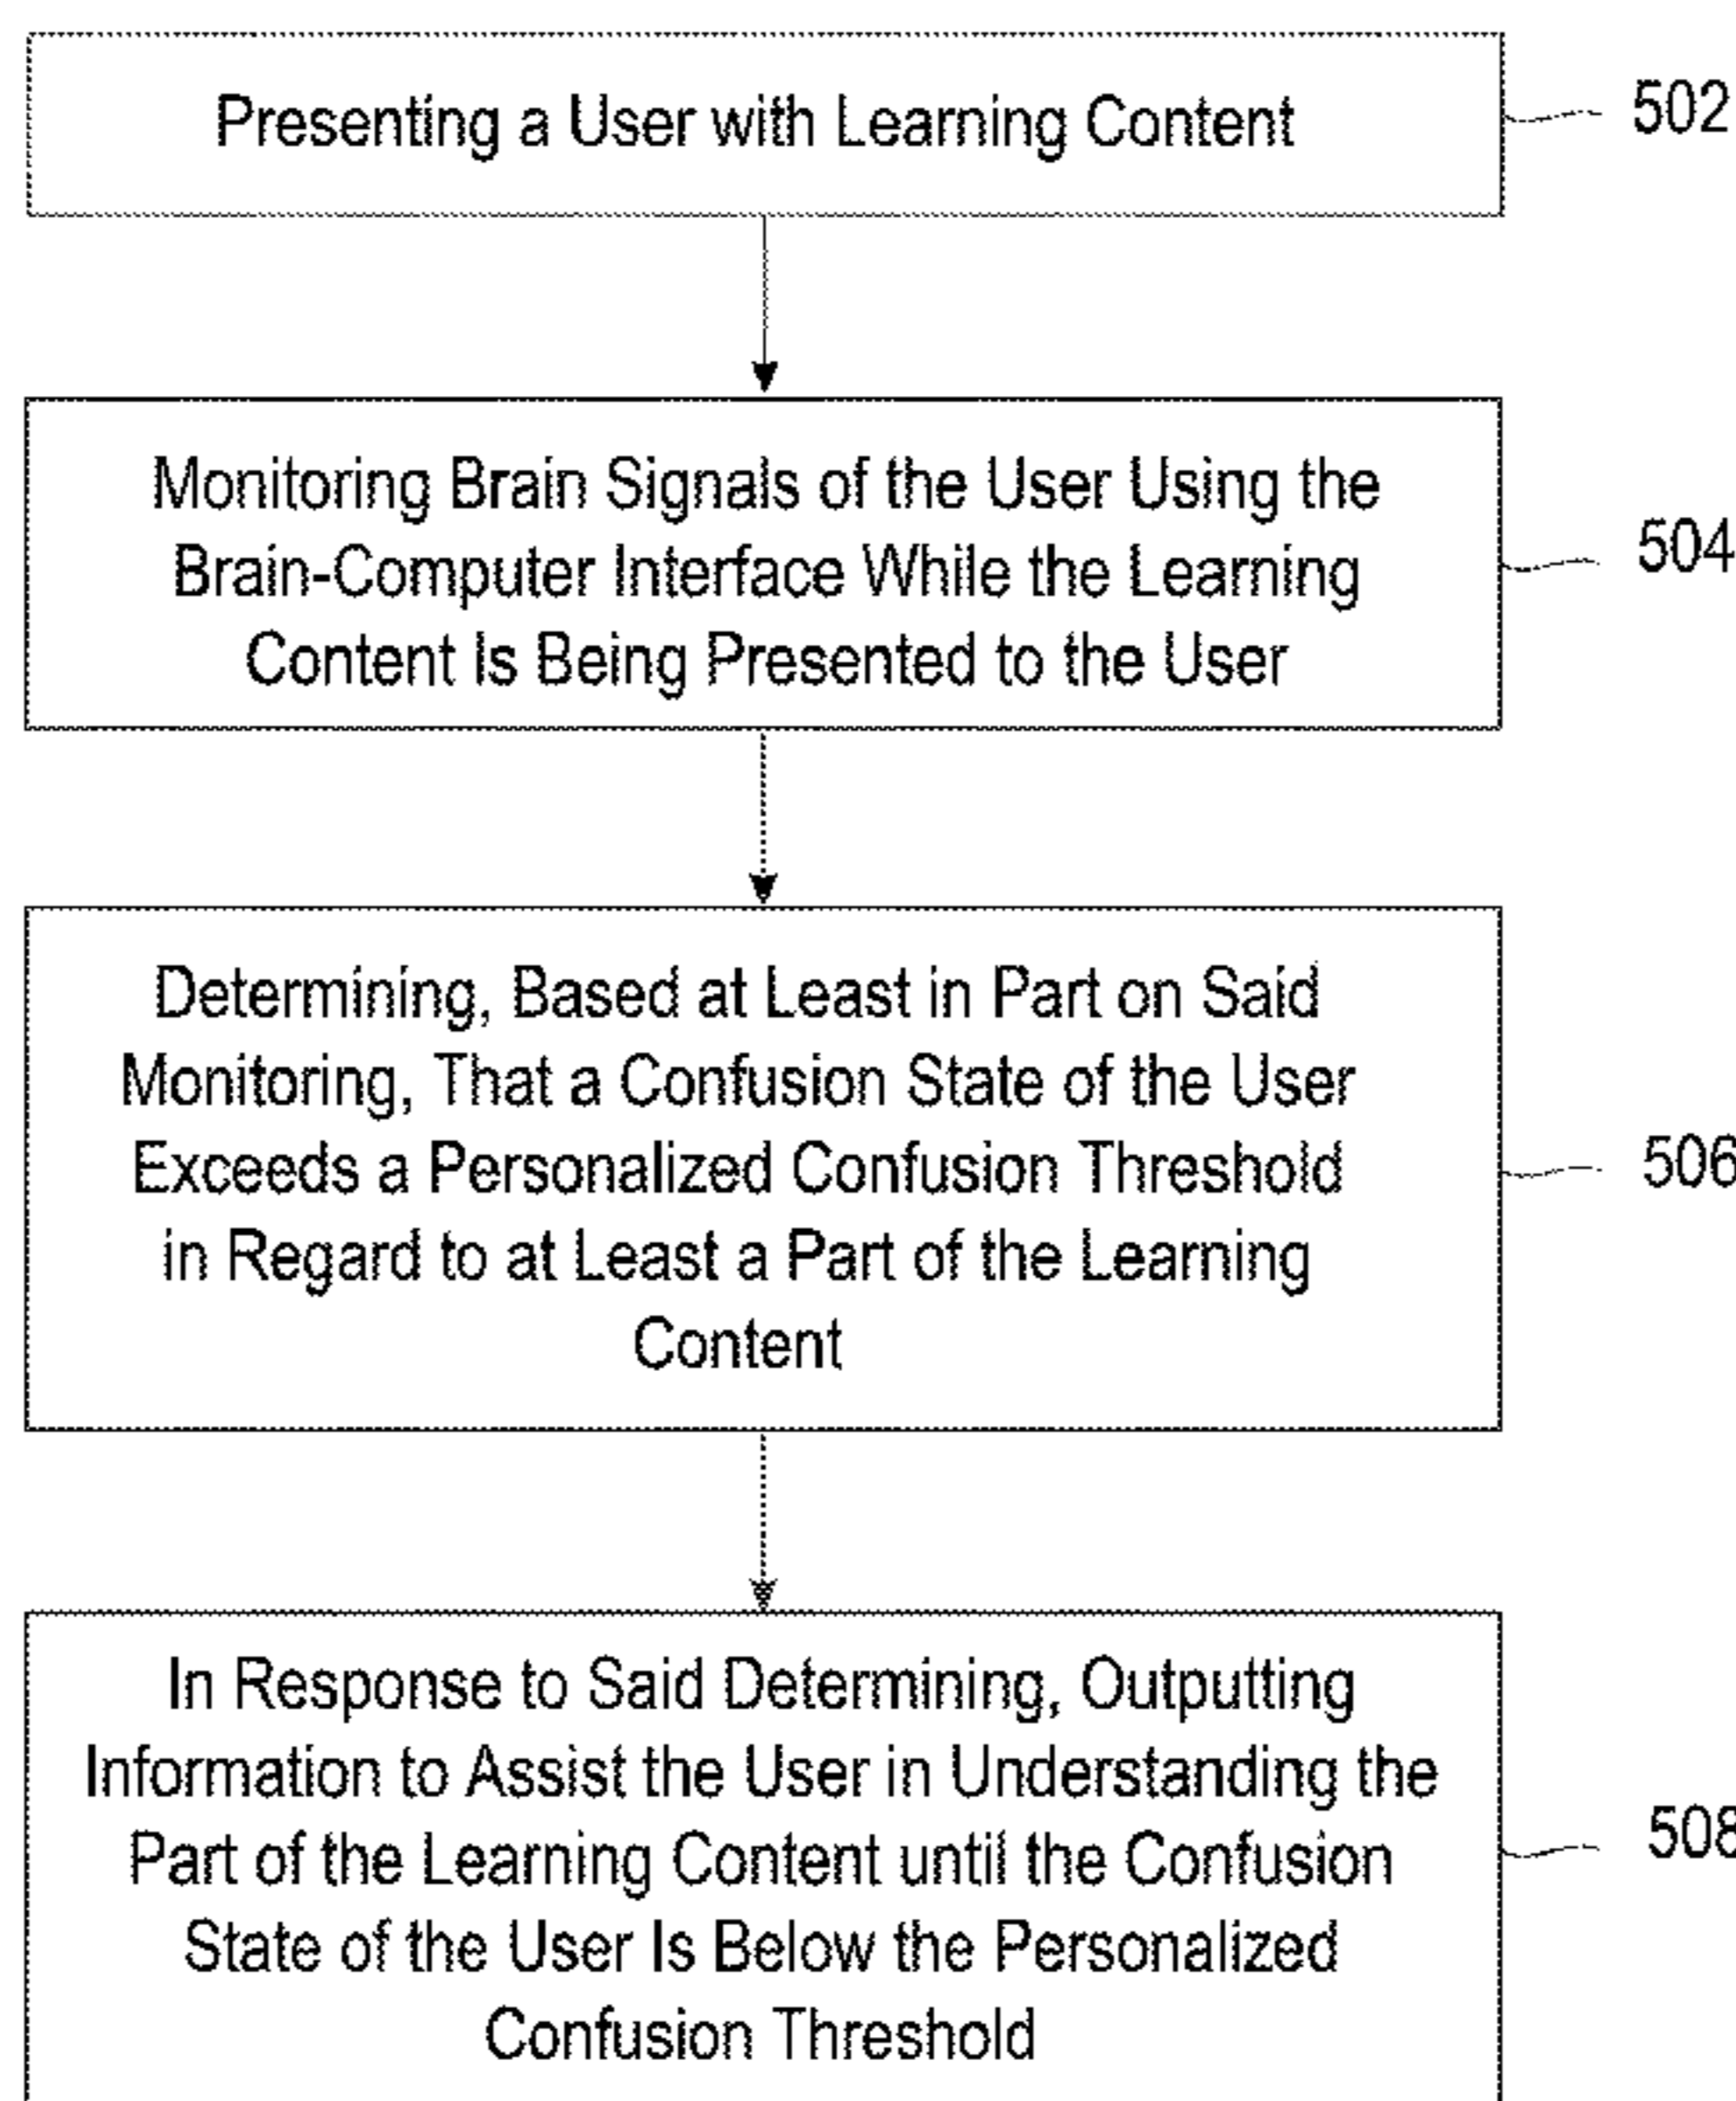 Presenting a User with Learning Content
502
Monitoring Brain Signals of the User Using the
Brain-Computer Interface While the Learning
Content Is Being Presented to the User
504
Determining, Based at Least in Part on Said
Monitoring, That a Confusion State of the User
Exceeds a Personalized Confusion Threshold
in Regard to at Least a Part of the Learning
Content
506
In Response to Said Determining, Outputting
Information to Assist the User in Understanding the
Part of the Learning Content until the Confusion
State of the User Is Below the Personalized
Confusion Threshold
508